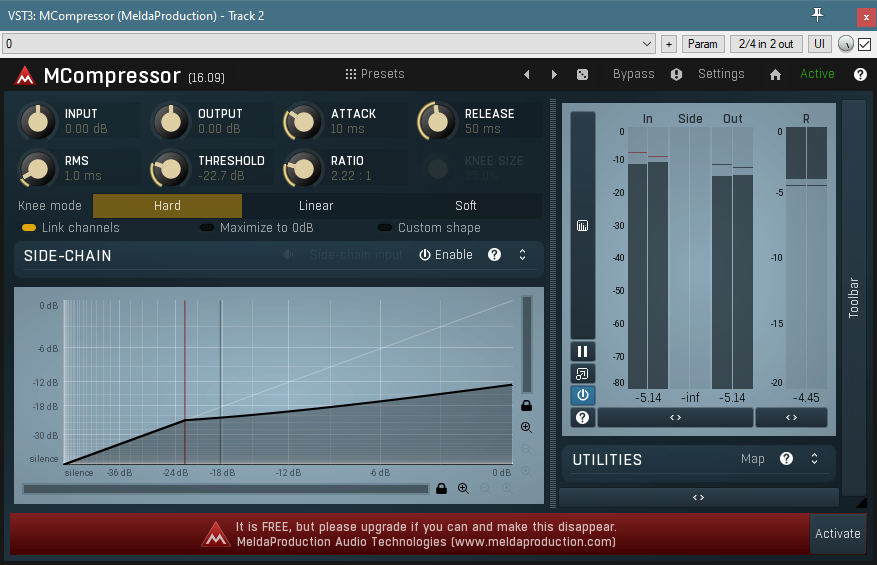 VST3: MCompressor (MeldaProduction) - Track 2
x
0
+ Param 2/4 in 2 out UI
MCompressor (16.09) Presets Bypass Settings Active ?
INPUT
0.00 dB
OUTPUT
0.00 dB
ATTACK
10 ms
RELEASE
50 ms
RMS
1.0 ms
THRESHOLD
-22.7 dB
RATIO
2.22 : 1
KNEE SIZE
Knee mode Hard Linear Soft
Link channels Maximize to 0dB Custom shape
SIDE-CHAIN Side-chain input Enable ?
0 dB
-6 dB
-12 dB
-18 dB
-30 dB
silence
silence -36 dB -24 dB -18 dB -12 dB -6 dB 0 dB
In Side Out R
0
-10
-20
-30
-40
-50
-60
-70
-80
0
-5
-10
-15
-20
-5.14 -inf -5.14 -4.45
?
Toolbar
UTILITIES Map ?
It is FREE, but please upgrade if you can and make this disappear.
MeldaProduction Audio Technologies (www.meldaproduction.com)
Activate